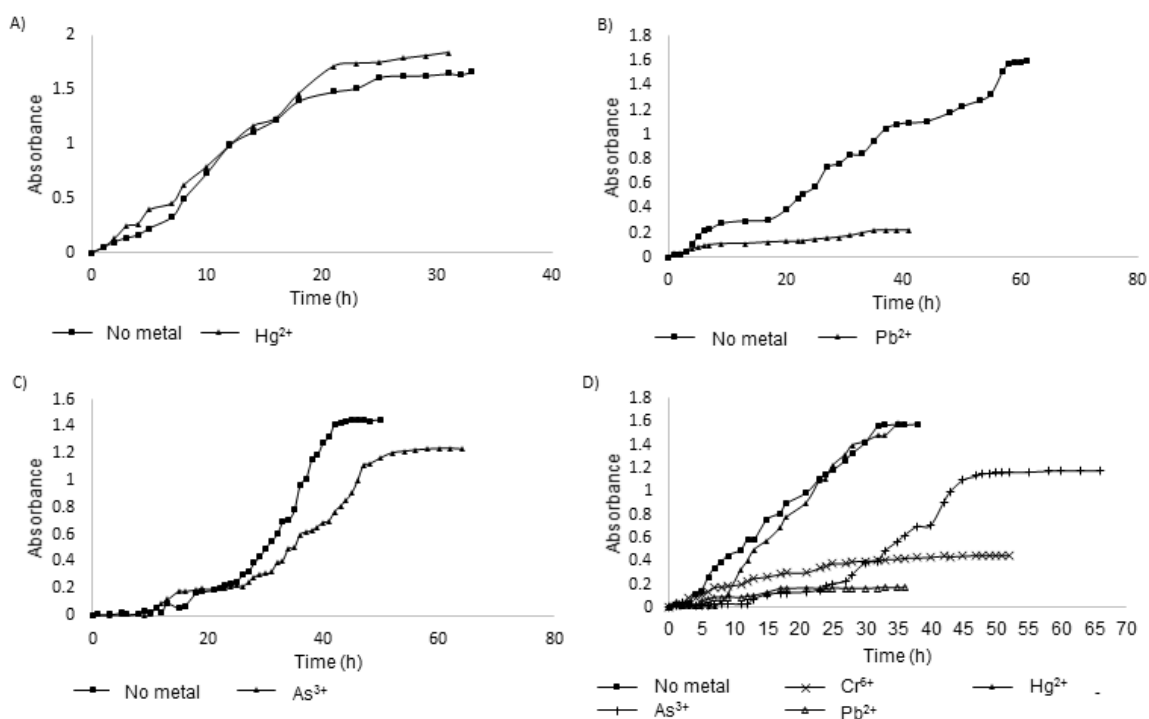 A)
2
1.5
1
0.5
0
Absorbance
0 10 20 30 40
Time (h)
No metal Hg²⁺
B)
1.8
1.6
1.4
1.2
1
0.8
0.6
0.4
0.2
0
Absorbance
0 20 40 60 80
Time (h)
No metal Pb²⁺
C)
1.6
1.4
1.2
1
0.8
0.6
0.4
0.2
0
Absorbance
0 20 40 60 80
Time (h)
No metal As³⁺
D)
1.8
1.6
1.4
1.2
1
0.8
0.6
0.4
0.2
0
Absorbance
0 5 10 15 20 25 30 35 40 45 50 55 60 65 70
Time (h)
No metal Cr⁶⁺ Hg²⁺
As³⁺ Pb²⁺